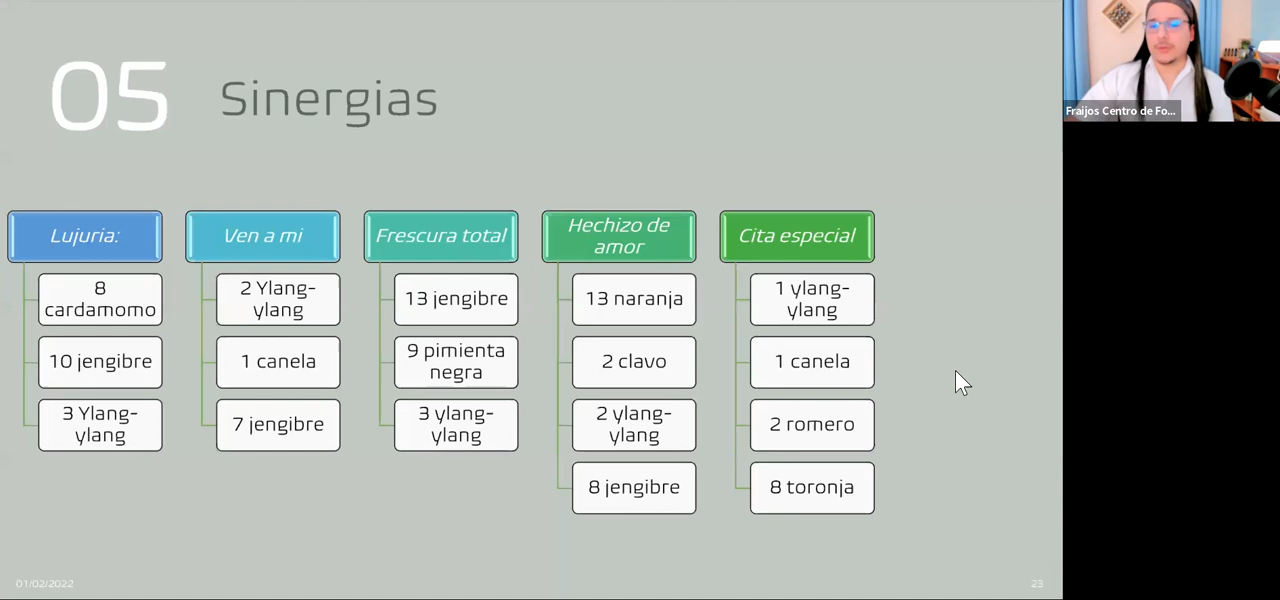 05
Sinergias
Lujuria:
8
cardamomo
10 jengibre
3 Ylang-
ylang
Ven a mi
2 Ylang-
ylang
1 canela
7 jengibre
Frescura total
13 jengibre
9 pimienta
negra
3 ylang-
ylang
Hechizo de
amor
13 naranja
2 clavo
2 ylang-
ylang
8 jengibre
Cita especial
1 ylang-
ylang
1 canela
2 romero
8 toronja
01/02/2022
23
Fraijos Centro de Fo...